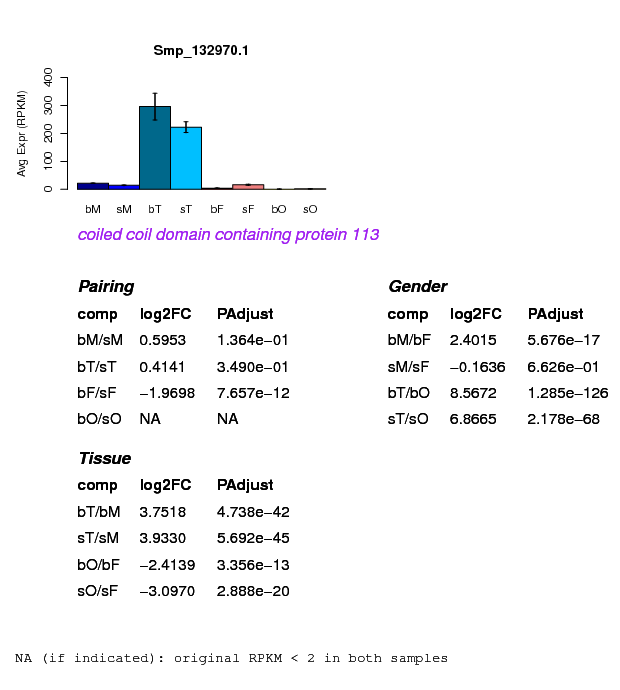 Smp_132970.1
Avg Expr (RPKM)
400
300
200
100
0
bM sM bT sT bF sF bO sO
coiled coil domain containing protein 113
Pairing
comp log2FC PAdjust
bM/sM 0.5953 1.364e−01
bT/sT 0.4141 3.490e−01
bF/sF −1.9698 7.657e−12
bO/sO NA NA
Gender
comp log2FC PAdjust
bM/bF 2.4015 5.676e−17
sM/sF −0.1636 6.626e−01
bT/bO 8.5672 1.285e−126
sT/sO 6.8665 2.178e−68
Tissue
comp log2FC PAdjust
bT/bM 3.7518 4.738e−42
sT/sM 3.9330 5.692e−45
bO/bF −2.4139 3.356e−13
sO/sF −3.0970 2.888e−20
NA (if indicated): original RPKM < 2 in both samples